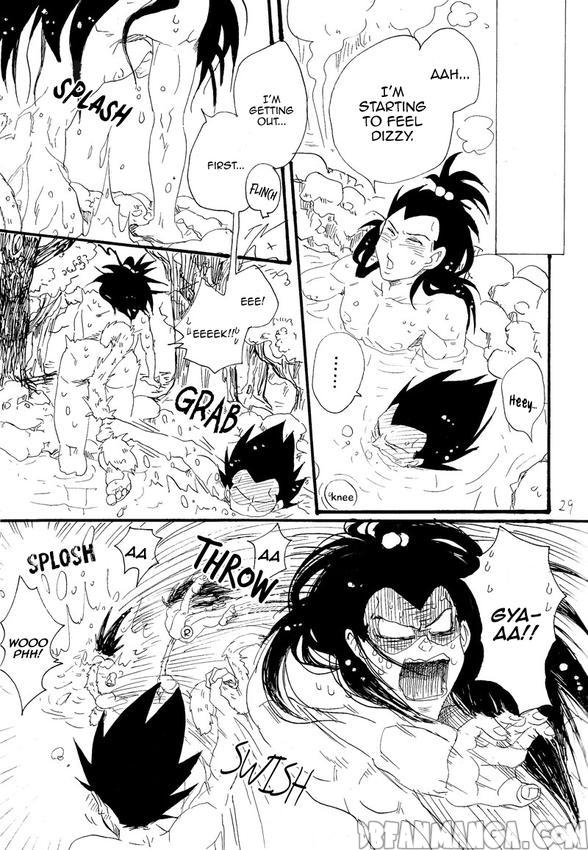 AAH...
I'M
STARTING
TO FEEL
DIZZY.
Heey...
......
knee
I'M
GETTING
OUT...
FIRST...
FLINCH
SPLASH
EEE!
EEEEK!!
GRAB
29
GYA-
AA!!
AA
THROW
AA
SPLOSH
WOOO
PHH!
SWISH
DBFANMANGA.COM